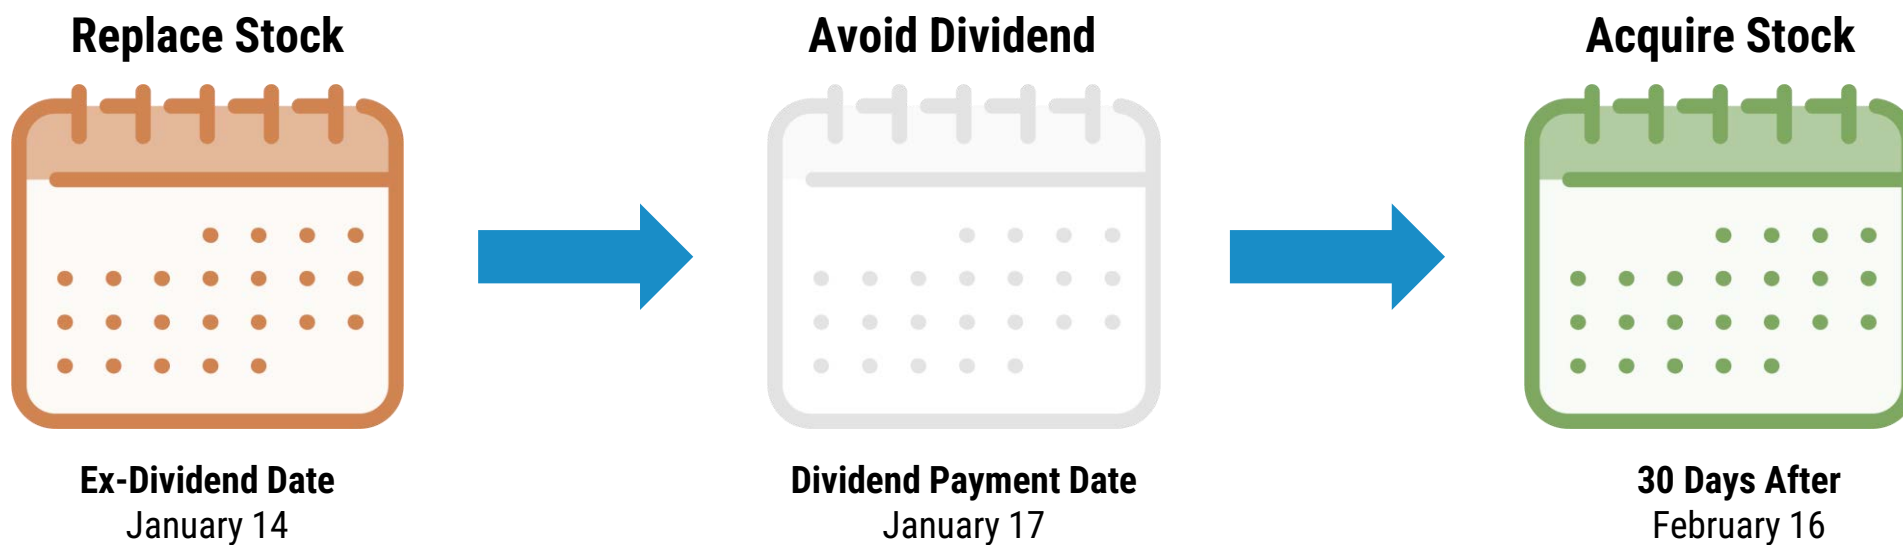 Replace Stock
Avoid Dividend
Acquire Stock
Ex-Dividend Date
January 14
Dividend Payment Date
January 17
30 Days After
February 16